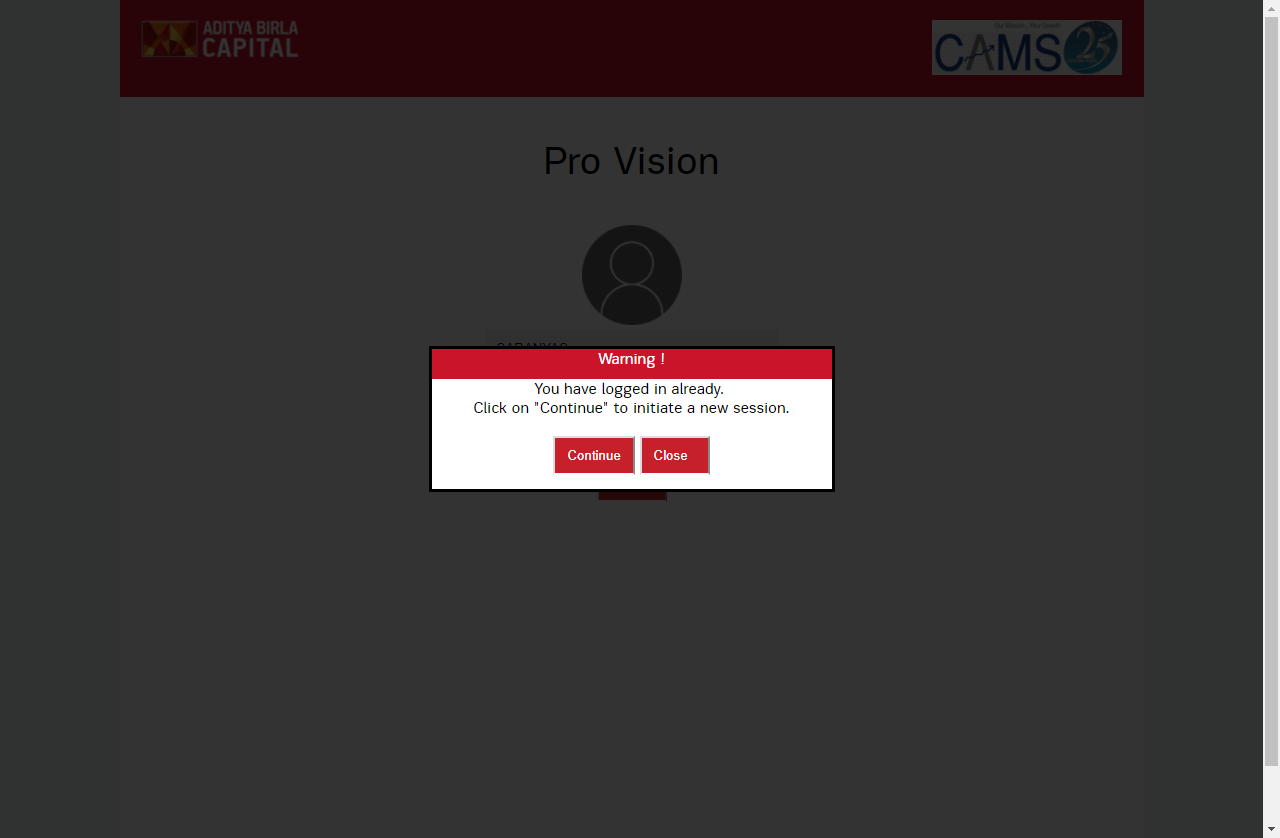 ADITYA BIRLA
CAPITAL
CAMS
25
Pro Vision
Warning !
You have logged in already.
Click on "Continue" to initiate a new session.
Continue
Close